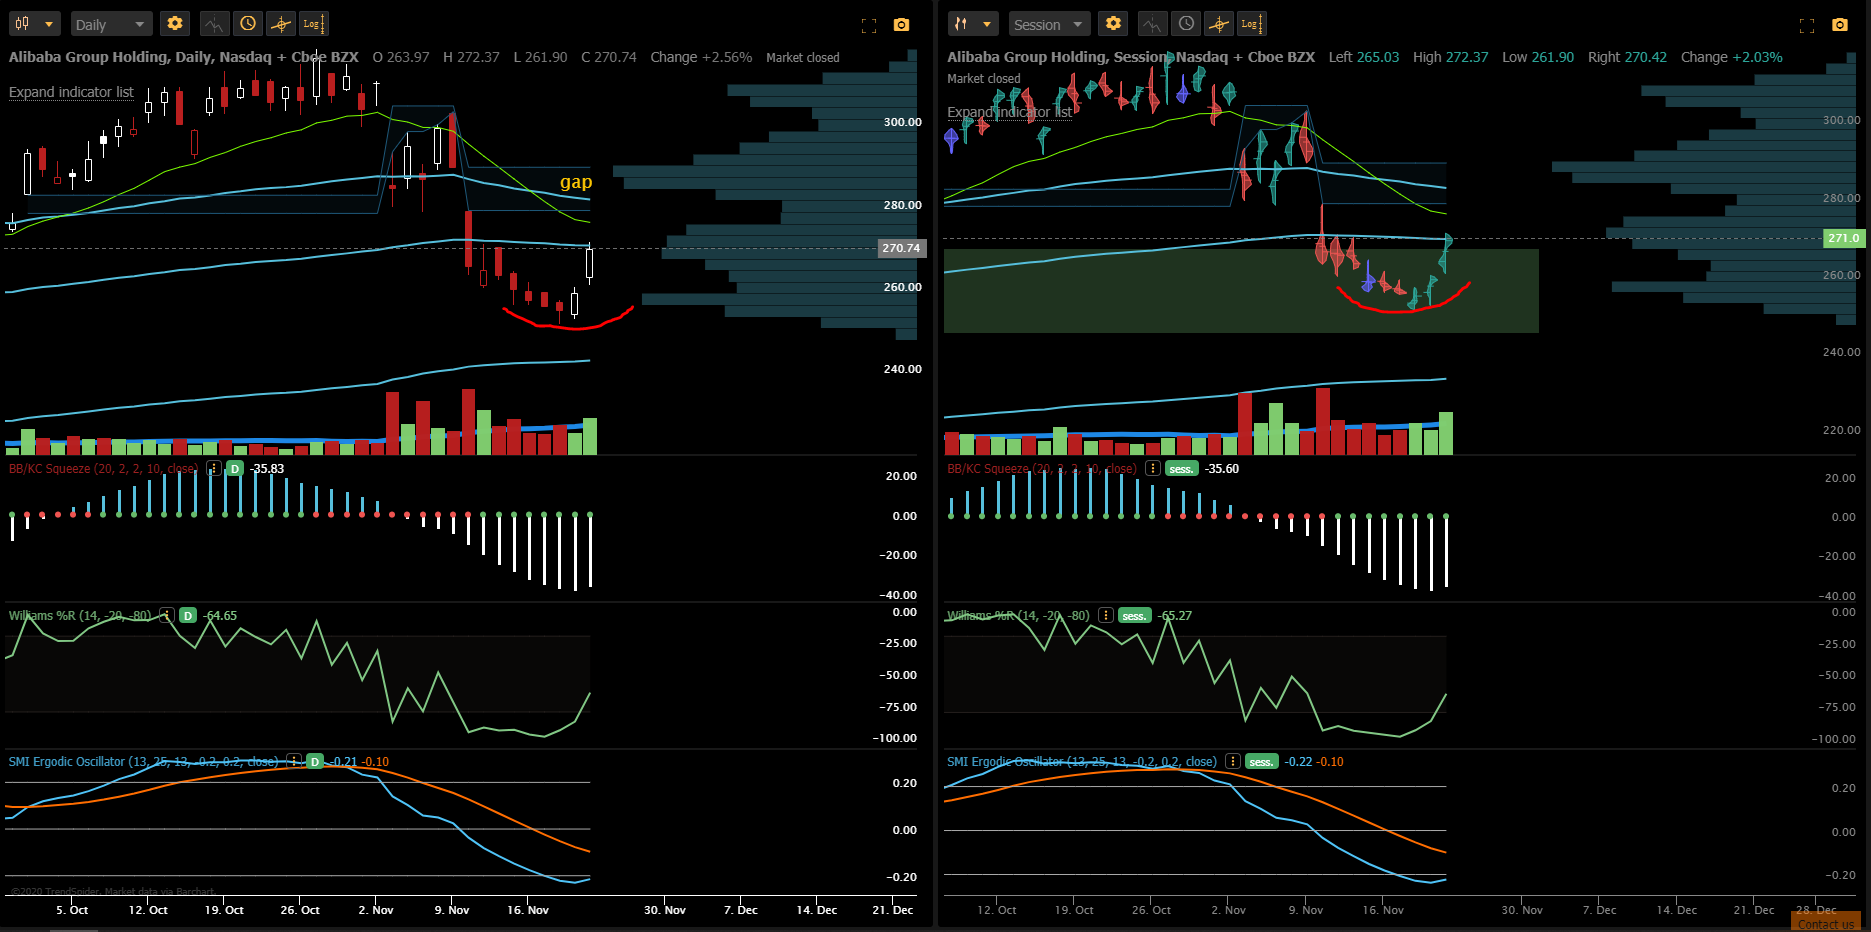 Daily
Log
Alibaba Group Holding, Daily, Nasdaq + Cboe BZX O 263.97 H 272.37 L 261.90 C 270.74 Change +2.56% Market closed
Expand indicator list
gap
300.00
280.00
270.74
260.00
240.00
BB/KC Squeeze (20, 2, 2, 10, close) D -35.83
20.00
0.00
-20.00
-40.00
Williams %R (14, -20, -80) D -64.65
0.00
-25.00
-50.00
-75.00
-100.00
SMI Ergodic Oscillator (13, 25, 13, -0.2, 0.2, close) D -0.21 -0.10
0.20
0.00
-0.20
©2020 TrendSpider. Market data via Barchart.
5. Oct 12. Oct 19. Oct 26. Oct 2. Nov 9. Nov 16. Nov 30. Nov 7. Dec 14. Dec 21. Dec
Session
Log
Alibaba Group Holding, Session, Nasdaq + Cboe BZX Left 265.03 High 272.37 Low 261.90 Right 270.42 Change +2.03%
Market closed
Expand indicator list
300.00
280.00
271.0
260.00
240.00
220.00
BB/KC Squeeze (20, 2, 2, 10, close) sess. -35.60
20.00
0.00
-20.00
-40.00
Williams %R (14, -20, -80) sess. -65.27
0.00
-25.00
-50.00
-75.00
-100.00
SMI Ergodic Oscillator (13, 25, 13, -0.2, 0.2, close) sess. -0.22 -0.10
0.20
0.00
-0.20
12. Oct 19. Oct 26. Oct 2. Nov 9. Nov 16. Nov 30. Nov 7. Dec 14. Dec 21. Dec 28. Dec
Contact us